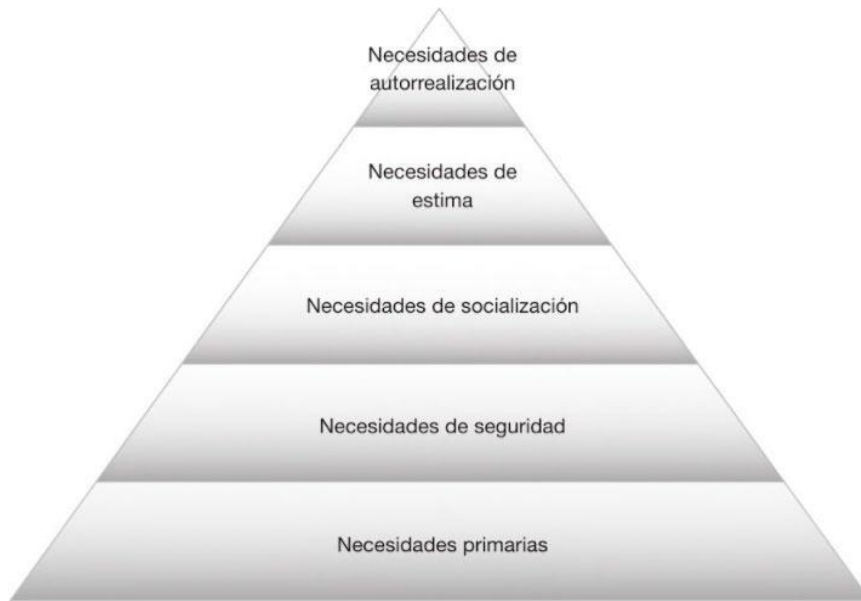 Necesidades de
autorrealización
Necesidades de
estima
Necesidades de socialización
Necesidades de seguridad
Necesidades primarias